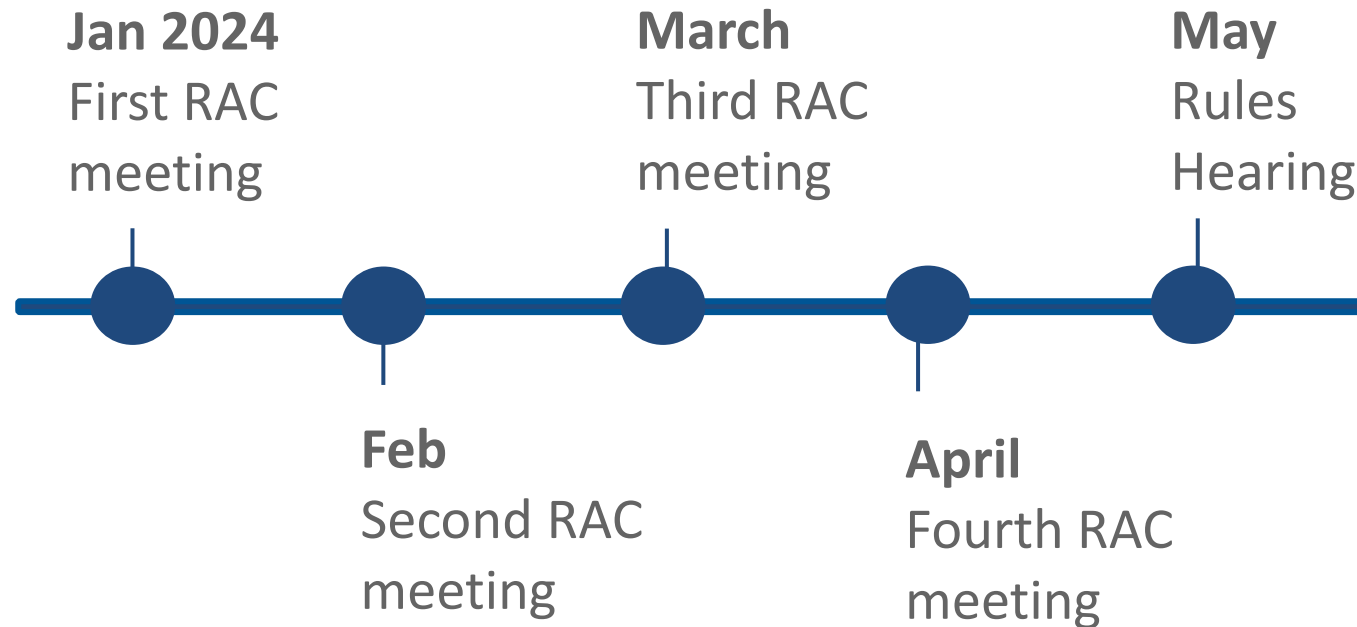 Jan 2024
First RAC
meeting
Feb
Second RAC
meeting
March
Third RAC
meeting
April
Fourth RAC
meeting
May
Rules
Hearing